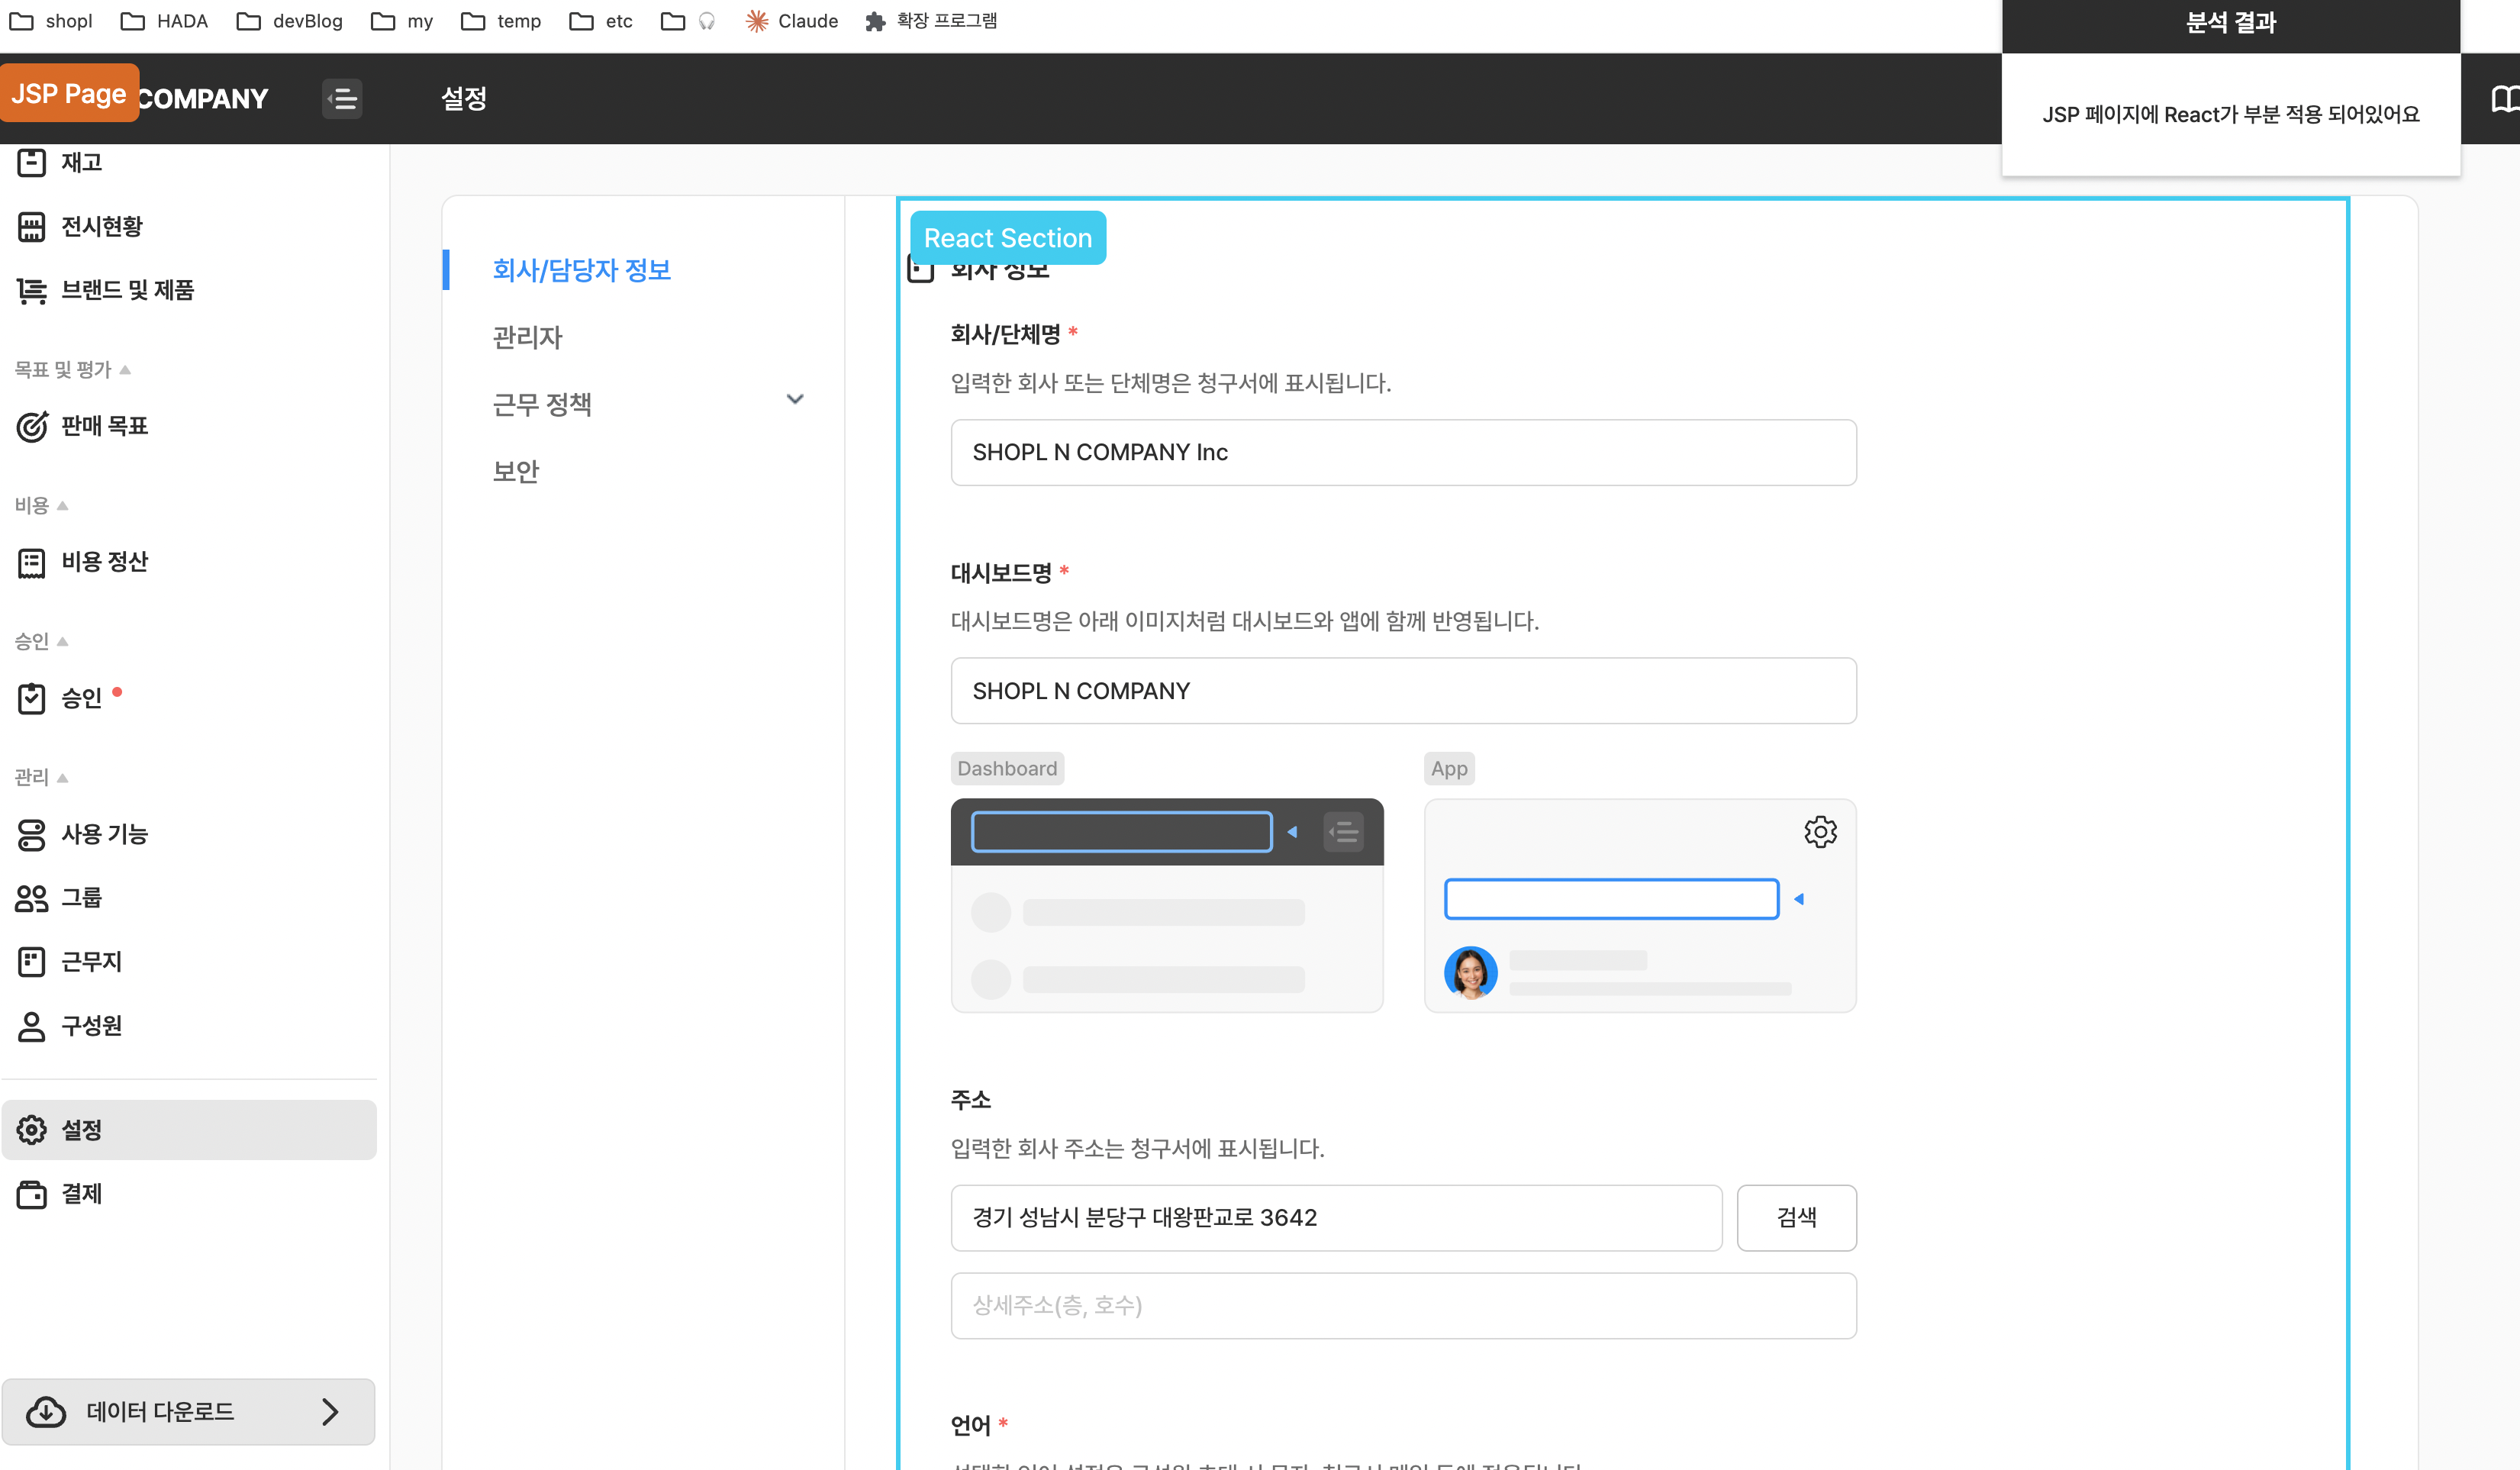 shopl
HADA
devBlog
my
temp
etc
Claude
확장 프로그램
분석 결과
JSP 페이지에 React가 부분 적용 되어있어요
JSP Page
COMPANY
설정
재고
전시현황
브랜드 및 제품
목표 및 평가
판매 목표
비용
비용 정산
승인
승인
관리
사용 기능
그룹
근무지
구성원
설정
결제
데이터 다운로드
회사/담당자 정보
관리자
근무 정책
보안
React Section
회사 정보
회사/단체명 *
입력한 회사 또는 단체명은 청구서에 표시됩니다.
SHOPL N COMPANY Inc
대시보드명 *
대시보드명은 아래 이미지처럼 대시보드와 앱에 함께 반영됩니다.
SHOPL N COMPANY
Dashboard
App
주소
입력한 회사 주소는 청구서에 표시됩니다.
경기 성남시 분당구 대왕판교로 3642
검색
상세주소(층, 호수)
언어 *